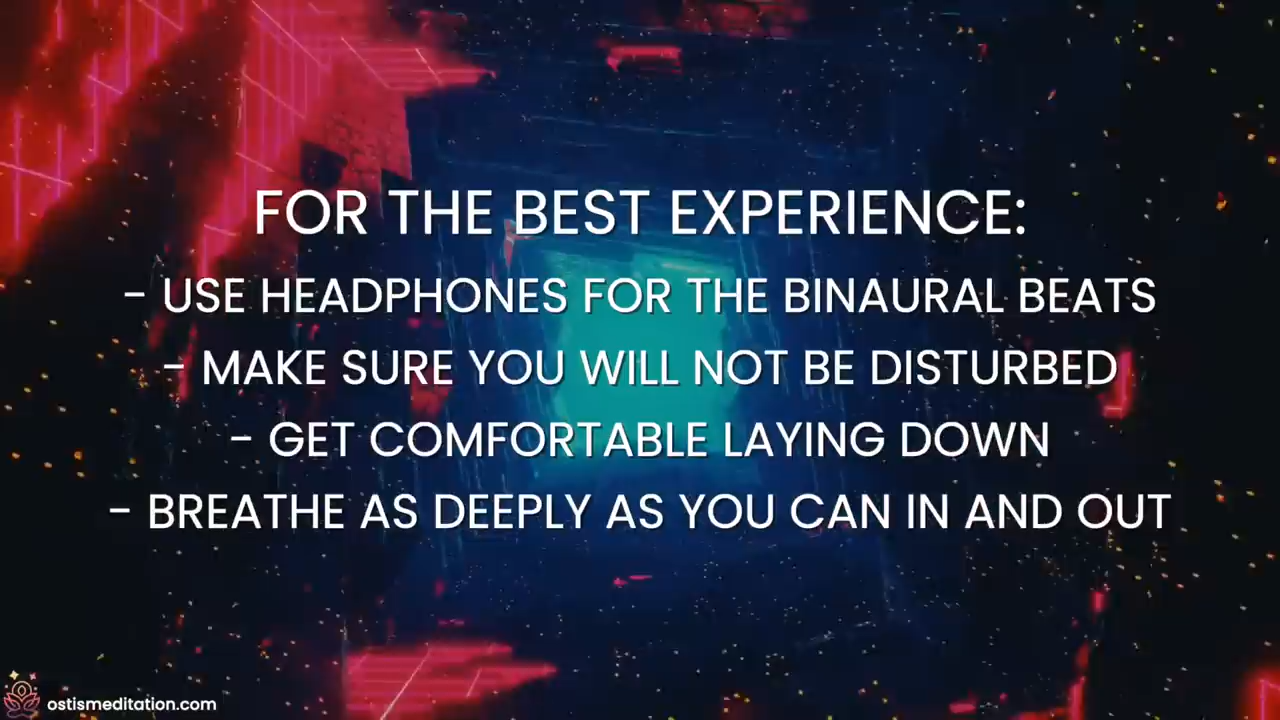 FOR THE BEST EXPERIENCE:
- USE HEADPHONES FOR THE BINAURAL BEATS
- MAKE SURE YOU WILL NOT BE DISTURBED
- GET COMFORTABLE LAYING DOWN
- BREATHE AS DEEPLY AS YOU CAN IN AND OUT
ostismeditation.com